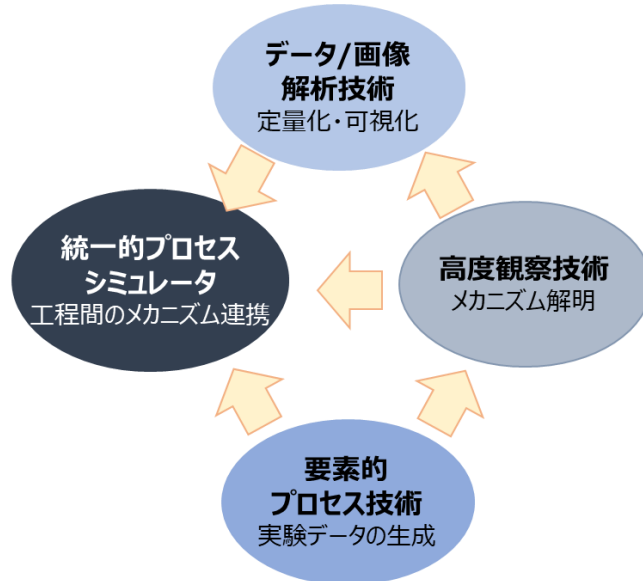 データ/画像
解析技術
定量化・可視化
統一的プロセス
シミュレータ
工程間のメカニズム連携
高度観察技術
メカニズム解明
要素的
プロセス技術
実験データの生成